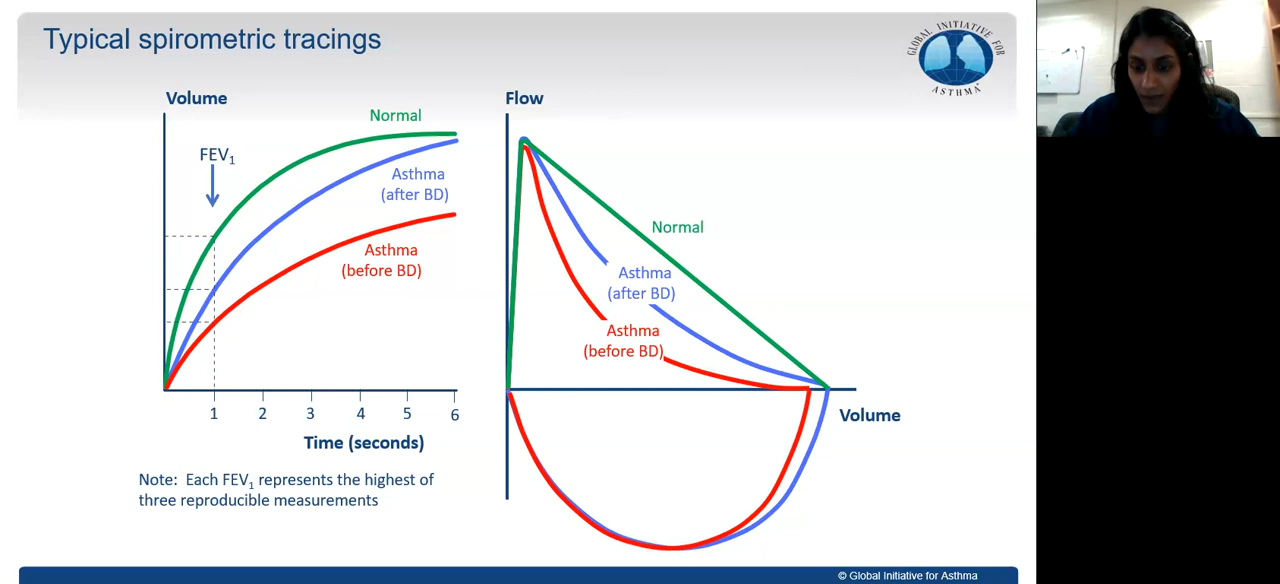 Typical spirometric tracings
GLOBAL INITIATIVE FOR
ASTHMA
Volume
Normal
FEV1
Asthma
(after BD)
Asthma
(before BD)
1 2 3 4 5 6
Time (seconds)
Note: Each FEV1 represents the highest of
three reproducible measurements
Flow
Normal
Asthma
(after BD)
Asthma
(before BD)
Volume
© Global Initiative for Asthma